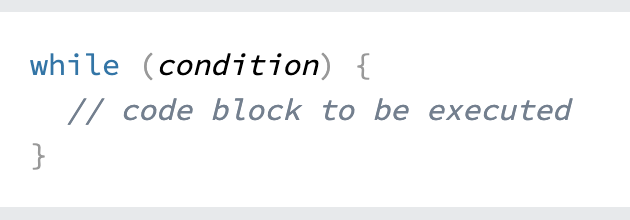 while (condition) {
// code block to be executed
}